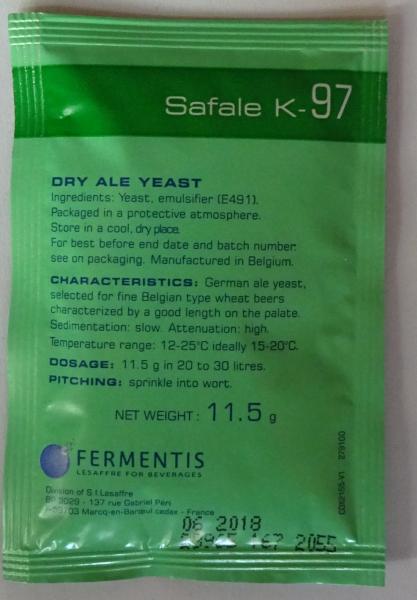 Safale K-97
DRY ALE YEAST
Ingredients: Yeast, emulsifier (E491).
Packaged in a protective atmosphere.
Store in a cool, dry place.
For best before end date and batch number:
see on packaging. Manufactured in Belgium.
CHARACTERISTICS: German ale yeast,
selected for fine Belgian type wheat beers
characterized by a good length on the palate.
Sedimentation: slow. Attenuation: high.
Temperature range: 12-25°C ideally 15-20°C.
DOSAGE: 11.5 g in 20 to 30 litres.
PITCHING: sprinkle into wort.
NET WEIGHT: 11.5 g
FERMENTIS
LESAFFRE FOR BEVERAGES
Division of S.I.Lesaffre
BP 3029 - 137 rue Gabriel Péri
Marcq-en-Barœul cedex - France
06 2018
167 2055
279100